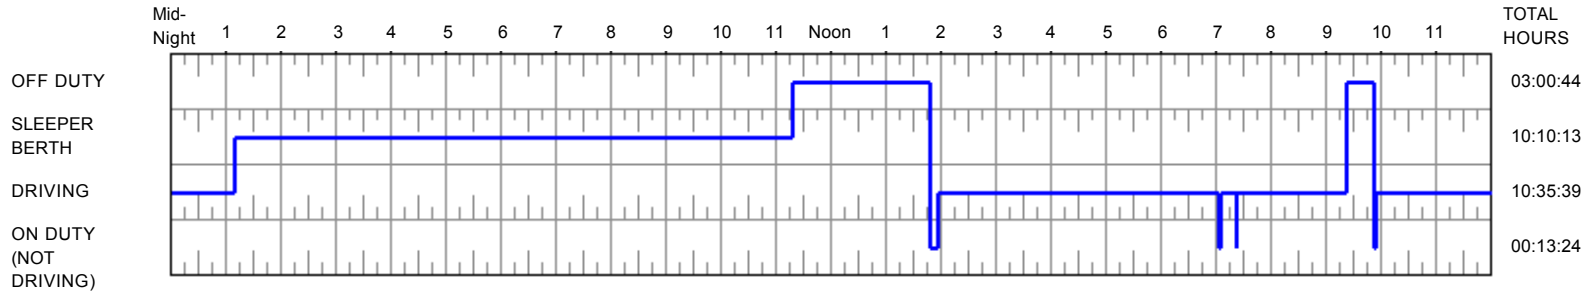 Mid-
Night 1 2 3 4 5 6 7 8 9 10 11 Noon 1 2 3 4 5 6 7 8 9 10 11 TOTAL
HOURS
OFF DUTY 03:00:44
SLEEPER
BERTH 10:10:13
DRIVING 10:35:39
ON DUTY
(NOT 00:13:24
DRIVING)